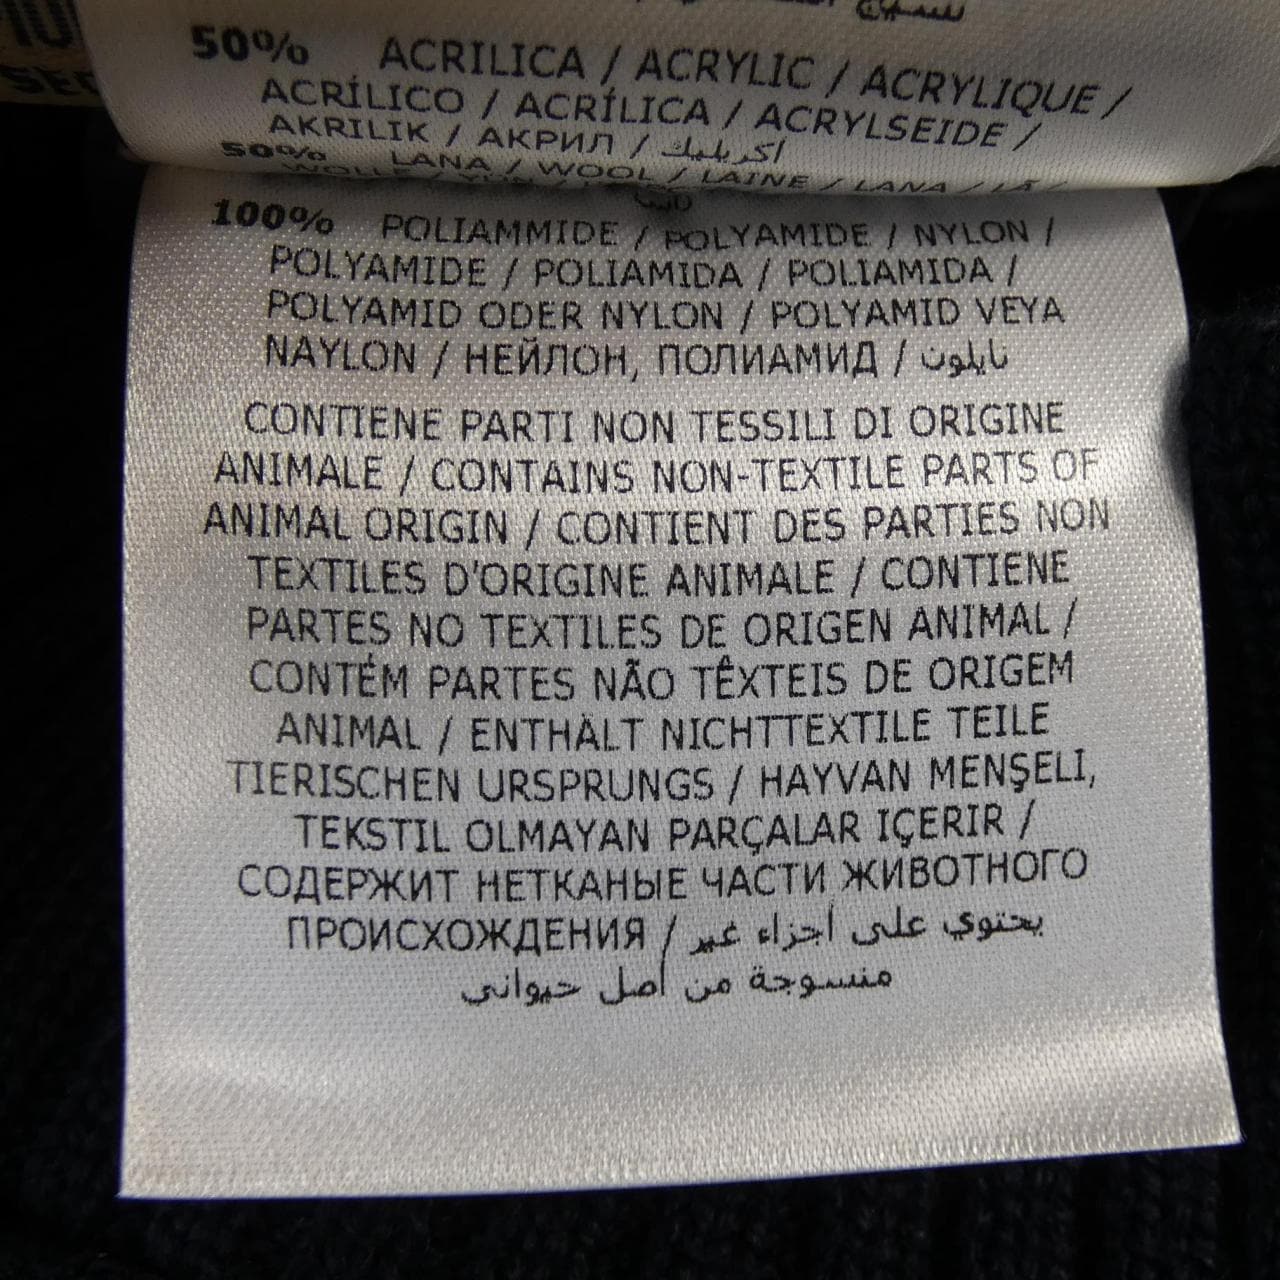 50% ACRILICA / ACRYLIC / ACRYLIQUE /
ACRÍLICO / ACRÍLICA / ACRYLSEIDE /
AKRILIK / АКРИЛ / اكريليك
50% LANA / WOOL / LAINE / LANA / LÃ /
WOLLE /
100% POLIAMMIDE / POLYAMIDE / NYLON /
POLYAMIDE / POLIAMIDA / POLIAMIDA /
POLYAMID ODER NYLON / POLYAMID VEYA
NAYLON / НЕЙЛОН, ПОЛИАМИД / نايلون
CONTIENE PARTI NON TESSILI DI ORIGINE
ANIMALE / CONTAINS NON-TEXTILE PARTS OF
ANIMAL ORIGIN / CONTIENT DES PARTIES NON
TEXTILES D'ORIGINE ANIMALE / CONTIENE
PARTES NO TEXTILES DE ORIGEN ANIMAL /
CONTÉM PARTES NÃO TÊXTEIS DE ORIGEM
ANIMAL / ENTHÄLT NICHTTEXTILE TEILE
TIERISCHEN URSPRUNGS / HAYVAN MENŞELI,
TEKSTIL OLMAYAN PARÇALAR IÇERIR /
СОДЕРЖИТ НЕТКАНЫЕ ЧАСТИ ЖИВОТНОГО
ПРОИСХОЖДЕНИЯ / يحتوي على أجزاء غير
منسوجة من أصل حيواني